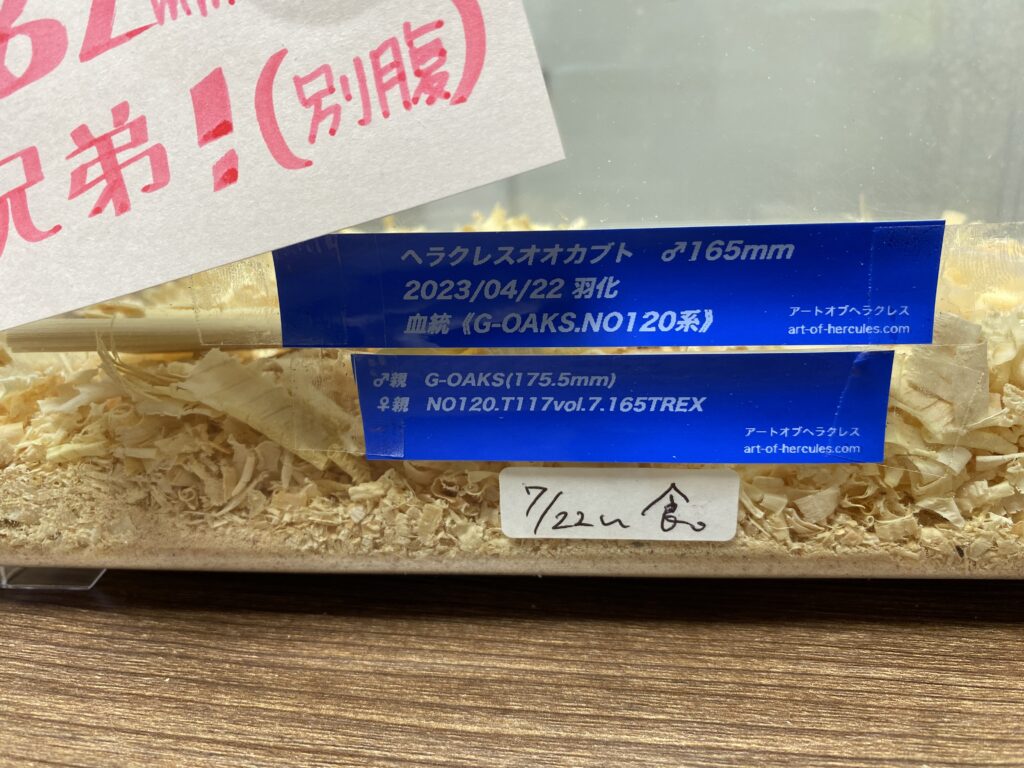 82mm
兄弟!(別腹)
ヘラクレスオオカブト ♂165mm
2023/04/22 羽化
血統《G-OAKS.NO120系》
アートオブヘラクレス
art-of-hercules.com
♂親 G-OAKS(175.5mm)
♀親 NO120.T117vol.7.165TREX
アートオブヘラクレス
art-of-hercules.com
7/22ㇱ 食。